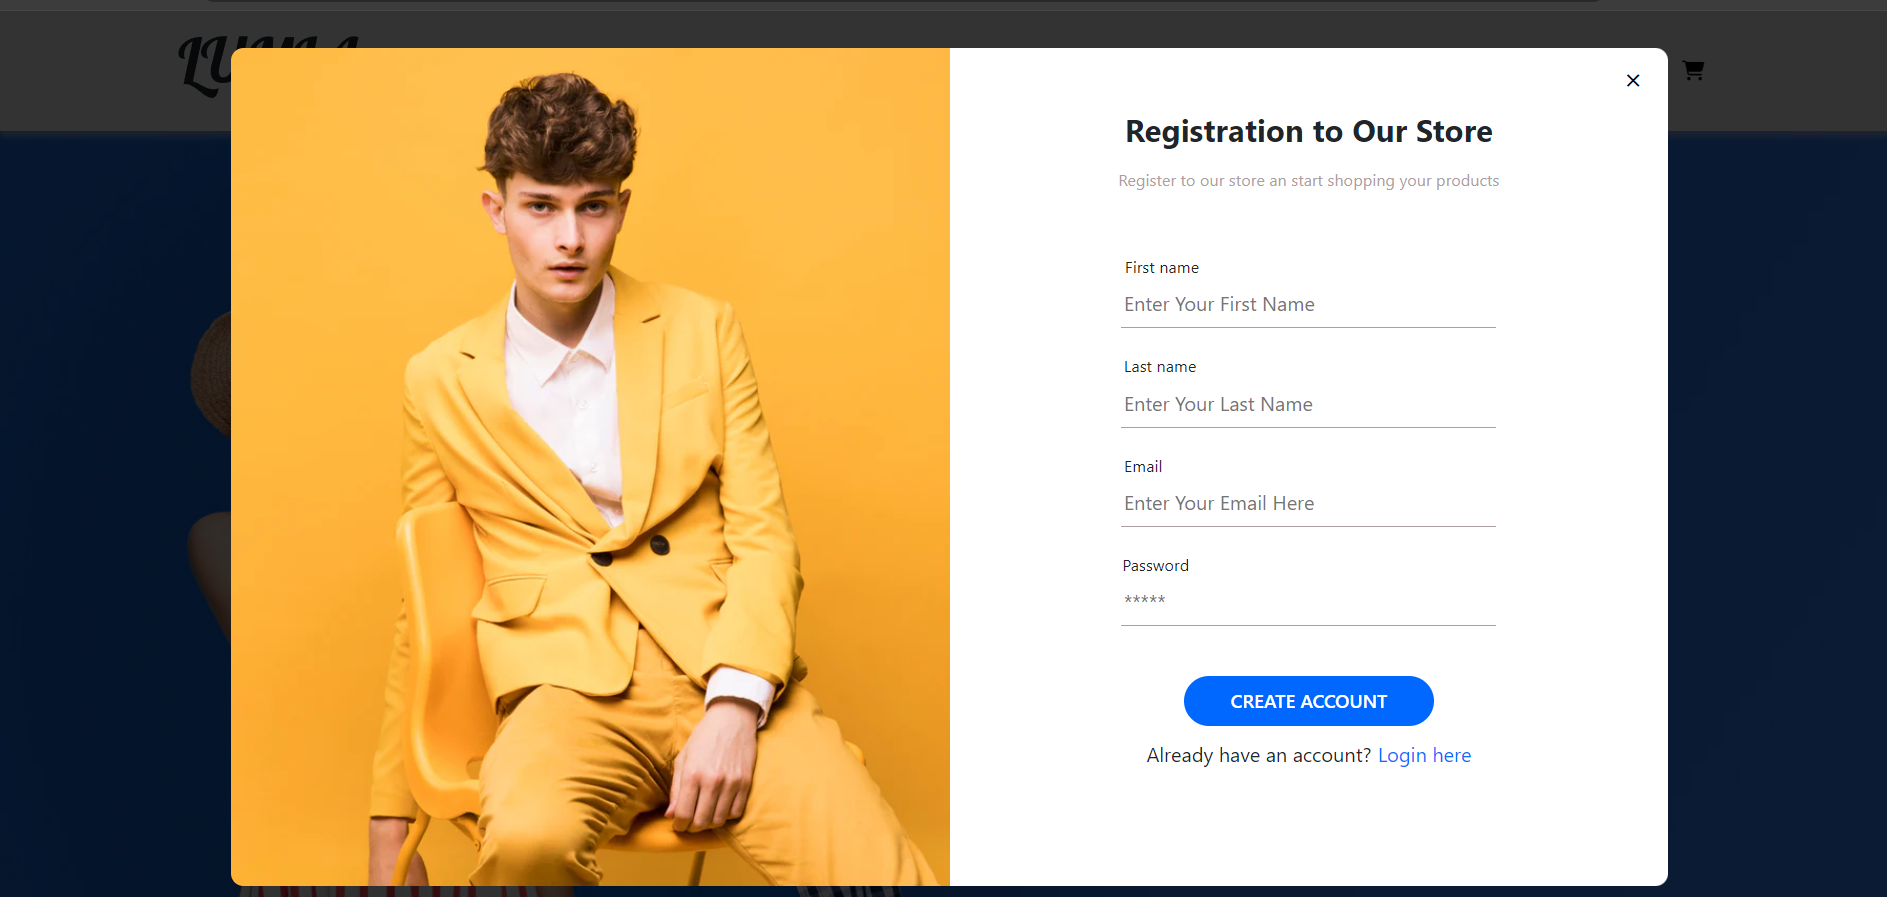 Registration to Our Store
Register to our store an start shopping your products
First name
Enter Your First Name
Last name
Enter Your Last Name
Email
Enter Your Email Here
Password
*****
CREATE ACCOUNT
Already have an account? Login here